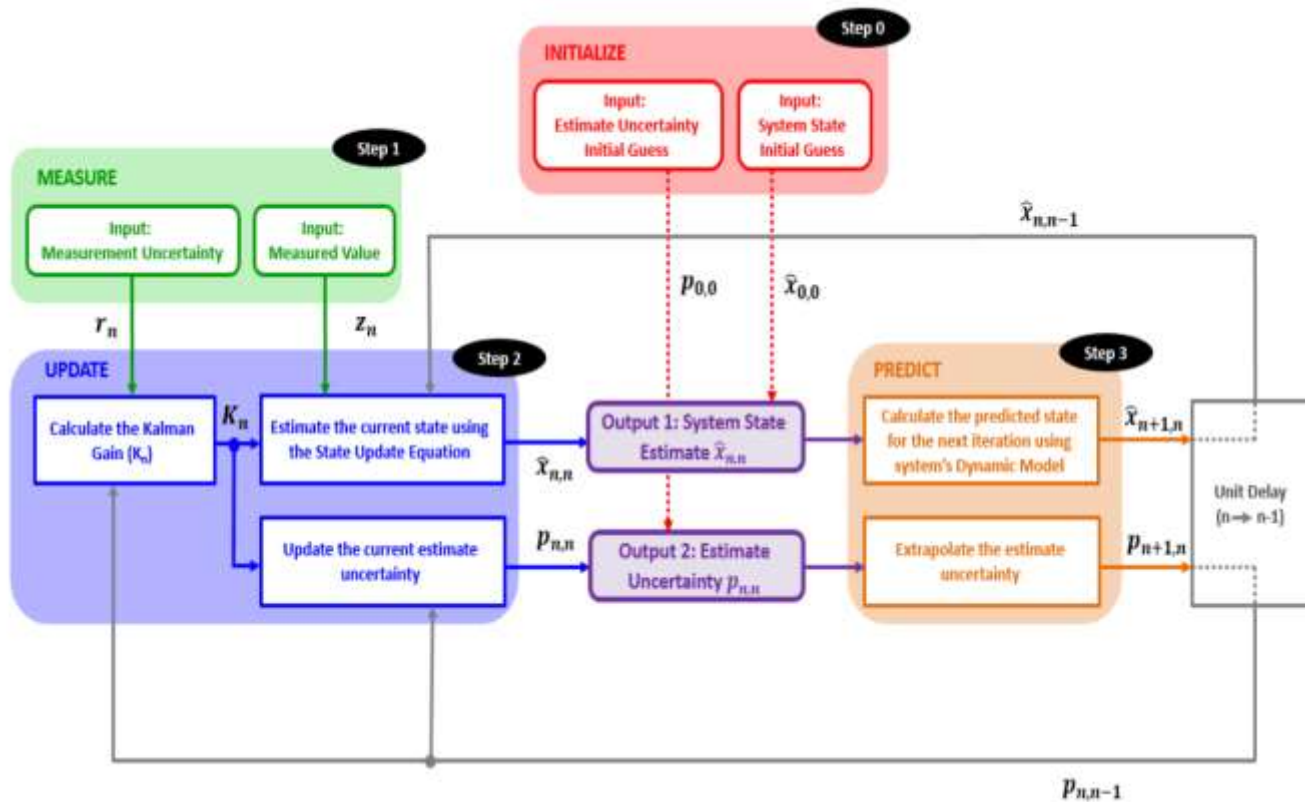 Step 0
INITIALIZE
Input:
Estimate Uncertainty
Initial Guess
Input:
System State
Initial Guess
Step 1
MEASURE
Input:
Measurement Uncertainty
Input:
Measured Value
x̂n,n−1
p0,0
x̂0,0
rn
zn
Step 2
UPDATE
Calculate the Kalman
Gain (Kn)
Kn
Estimate the current state using
the State Update Equation
x̂n,n
Update the current estimate
uncertainty
pn,n
Output 1: System State
Estimate x̂n,n
Output 2: Estimate
Uncertainty pn,n
Step 3
PREDICT
Calculate the predicted state
for the next iteration using
system's Dynamic Model
x̂n+1,n
Extrapolate the estimate
uncertainty
pn+1,n
Unit Delay
(n→ n-1)
pn,n−1